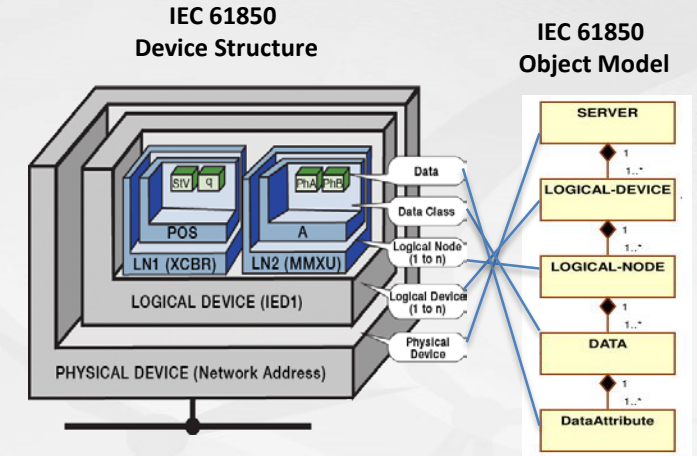 IEC 61850
Device Structure
StV
q
PhA
PhB
POS
A
LN1 (XCBR)
LN2 (MMXU)
LOGICAL DEVICE (IED1)
PHYSICAL DEVICE (Network Address)
Data
Data Class
Logical Node
(1 to n)
Logical Device
(1 to n)
Physical
Device
IEC 61850
Object Model
SERVER
1
1..*
LOGICAL-DEVICE
1
1..*
LOGICAL-NODE
1
1..*
DATA
1
1..*
DataAttribute